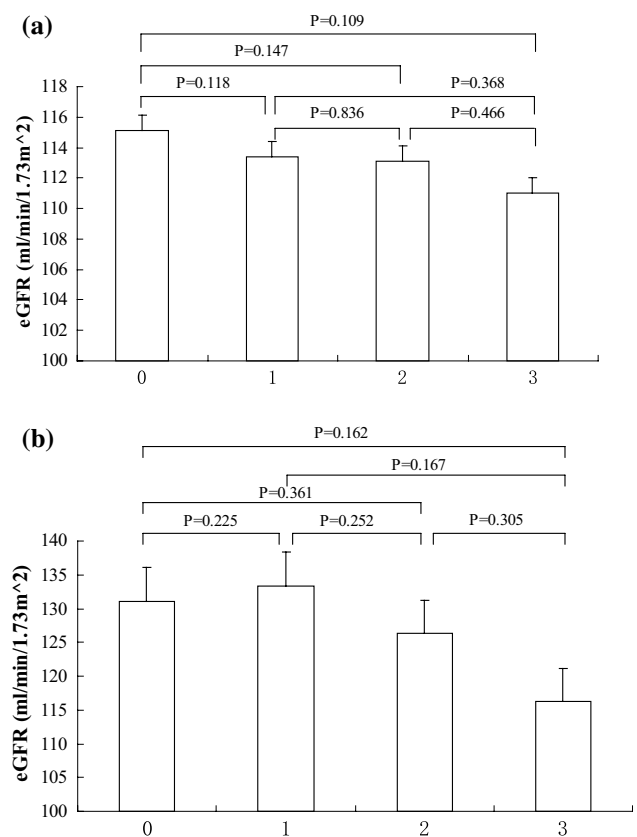 (a)
P=0.109
P=0.147
P=0.118
P=0.368
P=0.836
P=0.466
eGFR (ml/min/1.73m^2)
118
116
114
112
110
108
106
104
102
100
0 1 2 3
(b)
P=0.162
P=0.167
P=0.361
P=0.225
P=0.252
P=0.305
eGFR (ml/min/1.73m^2)
140
135
130
125
120
115
110
105
100
0 1 2 3